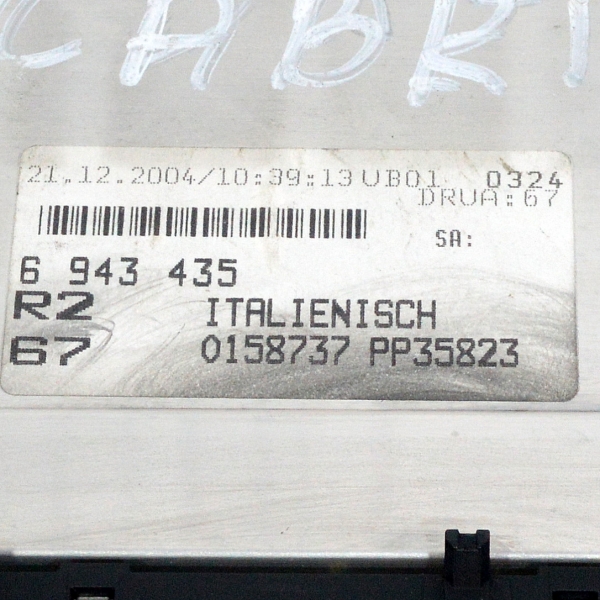 CABRI
21.12.2004/10:39:13 UB01 0324
DRUA:67
SA:
6 943 435
R2 ITALIENISCH
67 0158737 PP35823